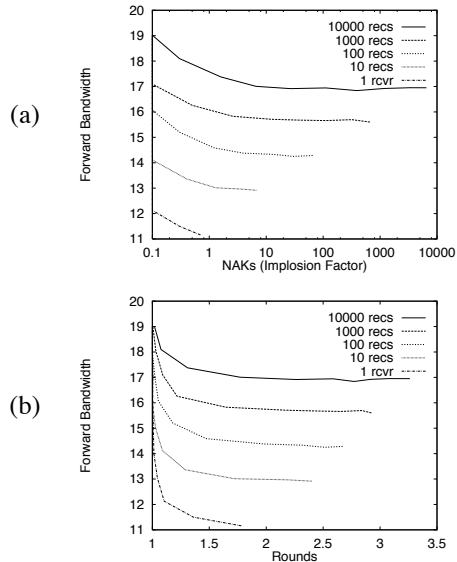 (a)
Forward Bandwidth
20
19
18
17
16
15
14
13
12
11
10000 recs
1000 recs
100 recs
10 recs
1 rcvr
0.1
1
10
100
1000
10000
NAKs (Implosion Factor)
(b)
Forward Bandwidth
20
19
18
17
16
15
14
13
12
11
10000 recs
1000 recs
100 recs
10 recs
1 rcvr
1
1.5
2
2.5
3
3.5
Rounds